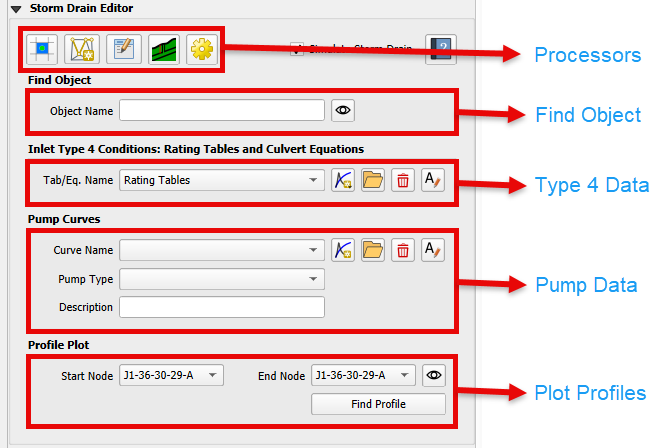 Storm Drain Editor
Simulate Storm Drain
Processors
Find Object
Object Name
Find Object
Inlet Type 4 Conditions: Rating Tables and Culvert Equations
Tab/Eq. Name Rating Tables
Type 4 Data
Pump Curves
Curve Name
Pump Type
Description
Pump Data
Profile Plot
Start Node J1-36-30-29-A End Node J1-36-30-29-A
Find Profile
Plot Profiles